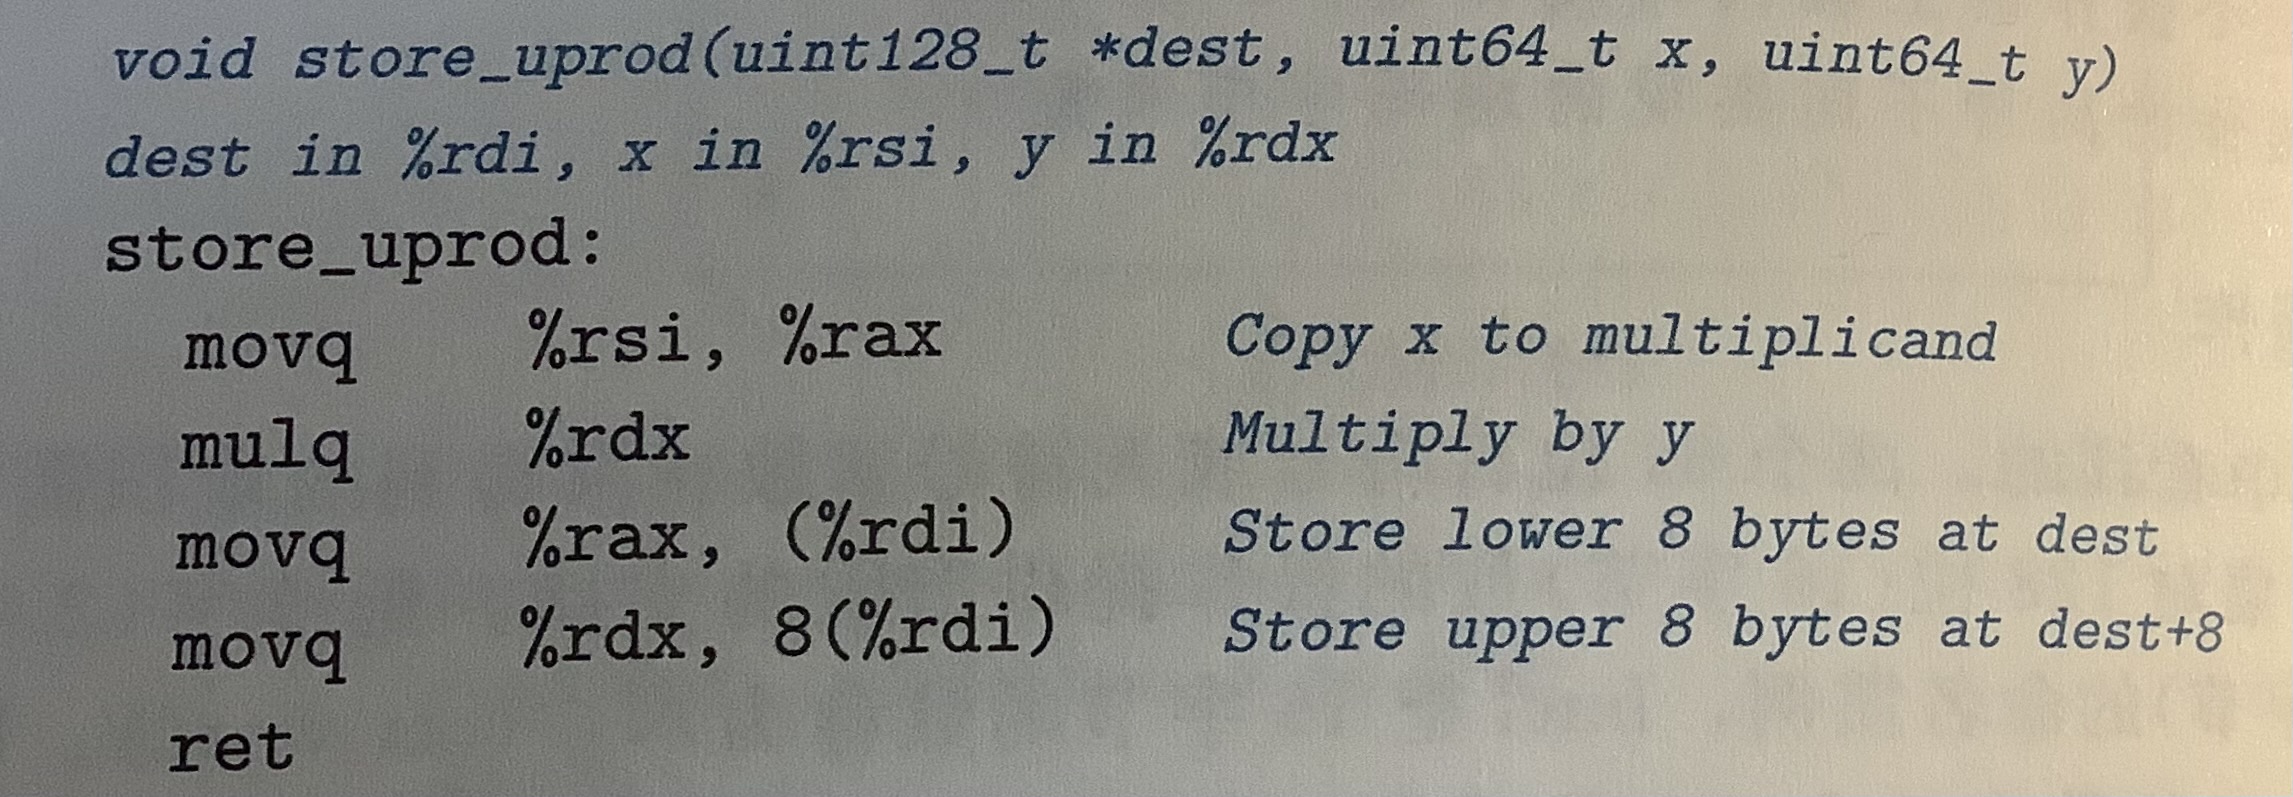 void store_uprod(uint128_t *dest, uint64_t x, uint64_t y)
dest in %rdi, x in %rsi, y in %rdx
store_uprod:
movq %rsi, %rax Copy x to multiplicand
mulq %rdx Multiply by y
movq %rax, (%rdi) Store lower 8 bytes at dest
movq %rdx, 8(%rdi) Store upper 8 bytes at dest+8
ret